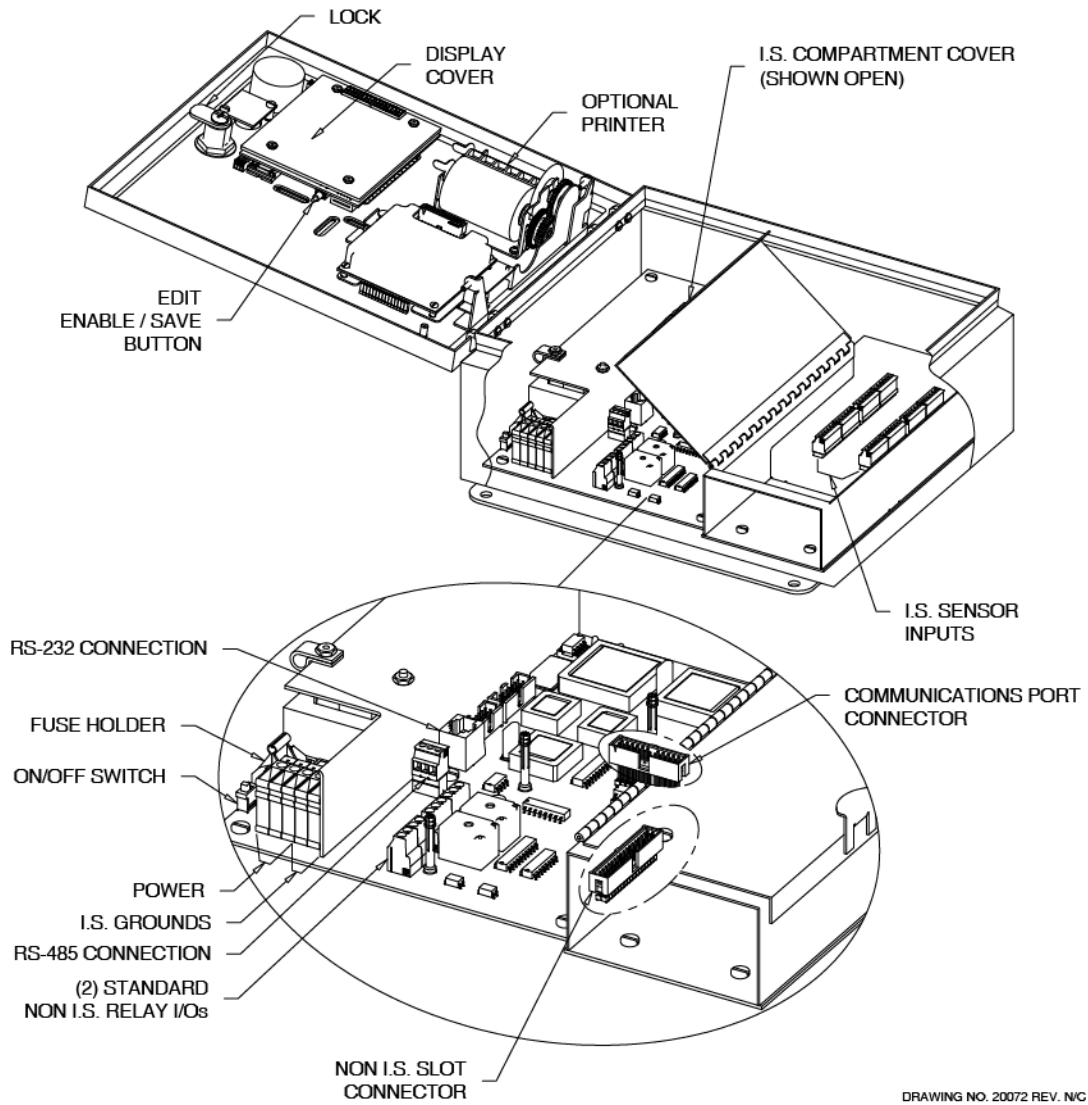 LOCK
DISPLAY
COVER
I.S. COMPARTMENT COVER
(SHOWN OPEN)
OPTIONAL
PRINTER
EDIT
ENABLE / SAVE
BUTTON
I.S. SENSOR
INPUTS
RS-232 CONNECTION
COMMUNICATIONS PORT
CONNECTOR
FUSE HOLDER
ON/OFF SWITCH
POWER
I.S. GROUNDS
RS-485 CONNECTION
(2) STANDARD
NON I.S. RELAY I/Os
NON I.S. SLOT
CONNECTOR
DRAWING NO. 20072 REV. N/C